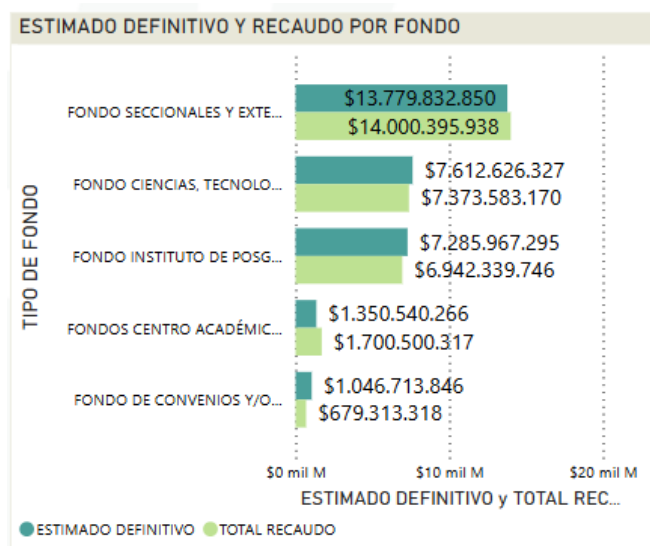 ESTIMADO DEFINITIVO Y RECAUDO POR FONDO
TIPO DE FONDO
FONDO SECCIONALES Y EXTE...
$13.779.832.850
$14.000.395.938
FONDO CIENCIAS, TECNOLO...
$7.612.626.327
$7.373.583.170
FONDO INSTITUTO DE POSG...
$7.285.967.295
$6.942.339.746
FONDOS CENTRO ACADÉMIC...
$1.350.540.266
$1.700.500.317
FONDO DE CONVENIOS Y/O...
$1.046.713.846
$679.313.318
$0 mil M $10 mil M $20 mil M
ESTIMADO DEFINITIVO y TOTAL REC...
ESTIMADO DEFINITIVO TOTAL RECAUDO